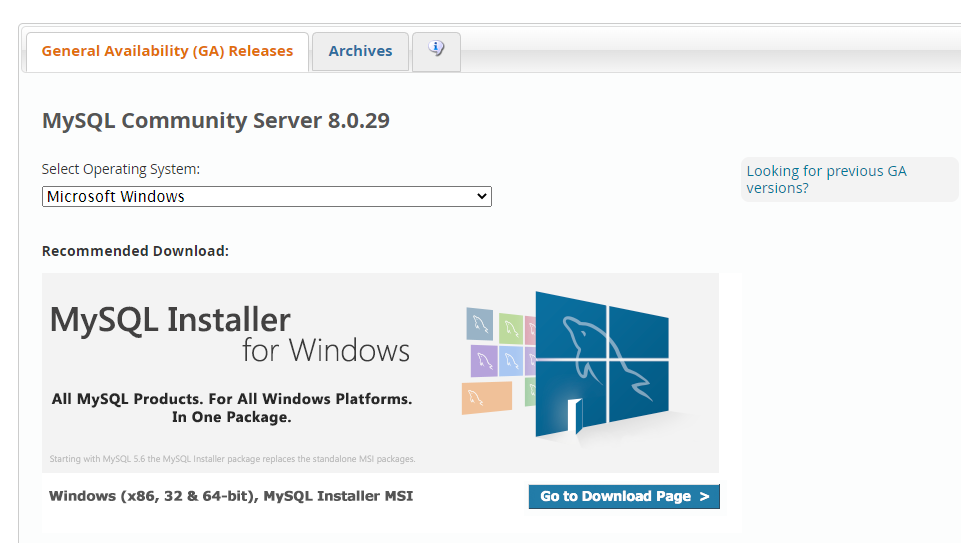 General Availability (GA) Releases
Archives
MySQL Community Server 8.0.29
Select Operating System:
Microsoft Windows
Looking for previous GA
versions?
Recommended Download:
MySQL Installer
for Windows
All MySQL Products. For All Windows Platforms.
In One Package.
Starting with MySQL 5.6 the MySQL Installer package replaces the standalone MSI packages.
Windows (x86, 32 & 64-bit), MySQL Installer MSI
Go to Download Page >